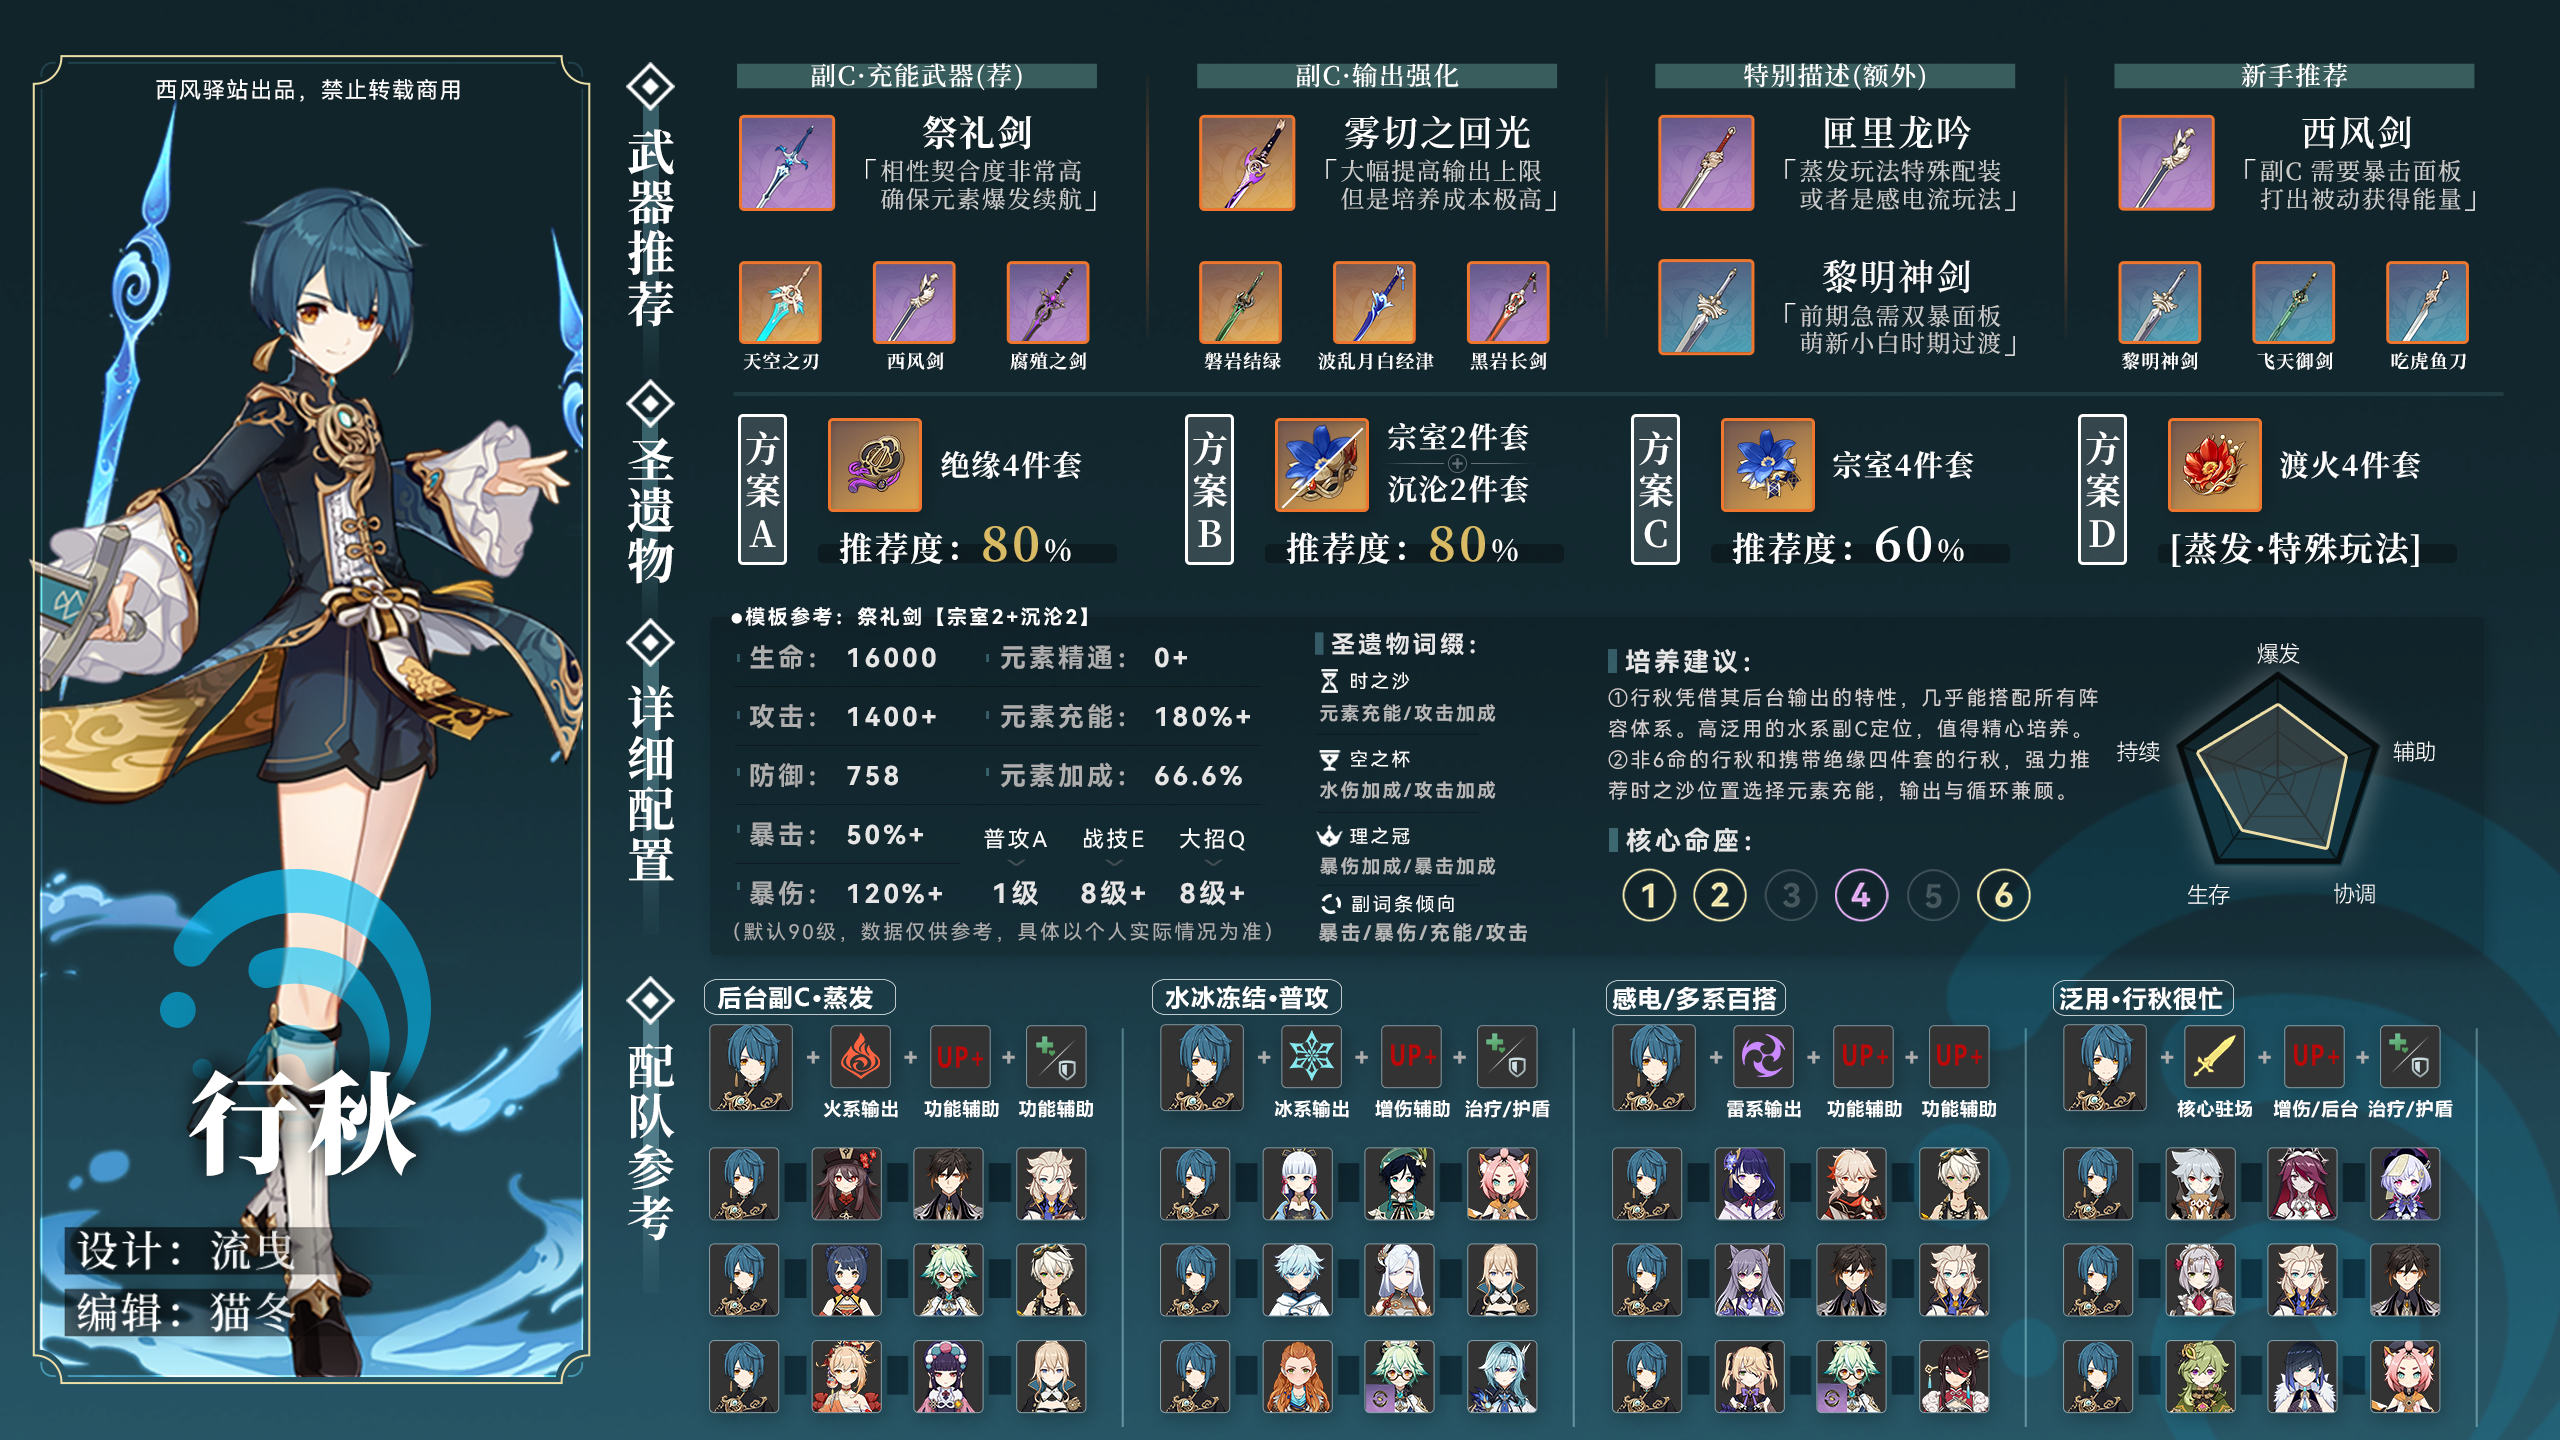 西风驿站出品，禁止转载商用
行秋
设计：流曳
编辑：猫冬
武器推荐
副C·充能武器(荐)
祭礼剑
「相性契合度非常高
确保元素爆发续航」
天空之刃 西风剑 腐殖之剑
副C·输出强化
雾切之回光
「大幅提高输出上限
但是培养成本极高」
磐岩结绿 波乱月白经津 黑岩长剑
特别描述(额外)
匣里龙吟
「蒸发玩法特殊配装
或者是感电流玩法」
黎明神剑
「前期急需双暴面板
萌新小白时期过渡」
新手推荐
西风剑
「副C 需要暴击面板
打出被动获得能量」
黎明神剑 飞天御剑 吃虎鱼刀
圣遗物
方案A
绝缘4件套
推荐度：80%
方案B
宗室2件套
沉沦2件套
推荐度：80%
方案C
宗室4件套
推荐度：60%
方案D
渡火4件套
[蒸发·特殊玩法]
详细配置
●模板参考：祭礼剑【宗室2+沉沦2】
生命：16000 元素精通：0+
攻击：1400+ 元素充能：180%+
防御：758 元素加成：66.6%
暴击：50%+ 普攻A 战技E 大招Q
暴伤：120%+ 1级 8级+ 8级+
(默认90级，数据仅供参考，具体以个人实际情况为准)
圣遗物词缀：
时之沙
元素充能/攻击加成
空之杯
水伤加成/攻击加成
理之冠
暴伤加成/暴击加成
副词条倾向
暴击/暴伤/充能/攻击
培养建议：
①行秋凭借其后台输出的特性，几乎能搭配所有阵
容体系。高泛用的水系副C定位，值得精心培养。
②非6命的行秋和携带绝缘四件套的行秋，强力推
荐时之沙位置选择元素充能，输出与循环兼顾。
核心命座：
1 2 3 4 5 6
爆发
持续 辅助
生存 协调
配队参考
后台副C·蒸发
+ + UP+ +
火系输出 功能辅助 功能辅助
水冰冻结·普攻
+ + UP+ +
冰系输出 增伤辅助 治疗/护盾
感电/多系百搭
+ + UP+ + UP+
雷系输出 功能辅助 功能辅助
泛用·行秋很忙
+ + UP+ +
核心驻场 增伤/后台 治疗/护盾